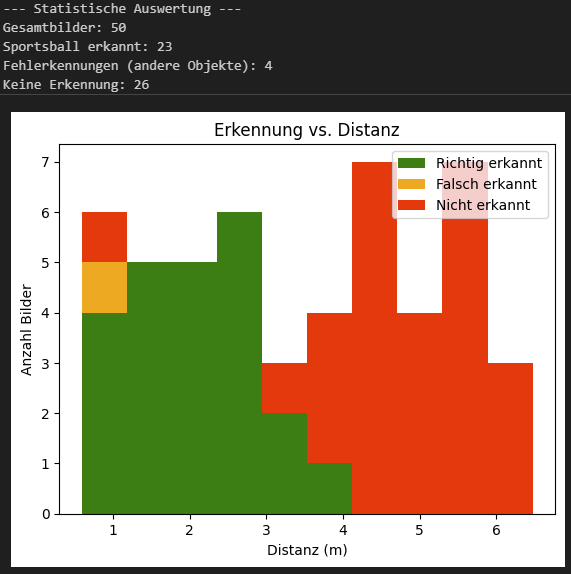 --- Statistische Auswertung ---
Gesamtbilder: 50
Sportsball erkannt: 23
Fehlerkennungen (andere Objekte): 4
Keine Erkennung: 26
Erkennung vs. Distanz
7
6
5
4
3
2
1
0
Anzahl Bilder
Richtig erkannt
Falsch erkannt
Nicht erkannt
1 2 3 4 5 6
Distanz (m)